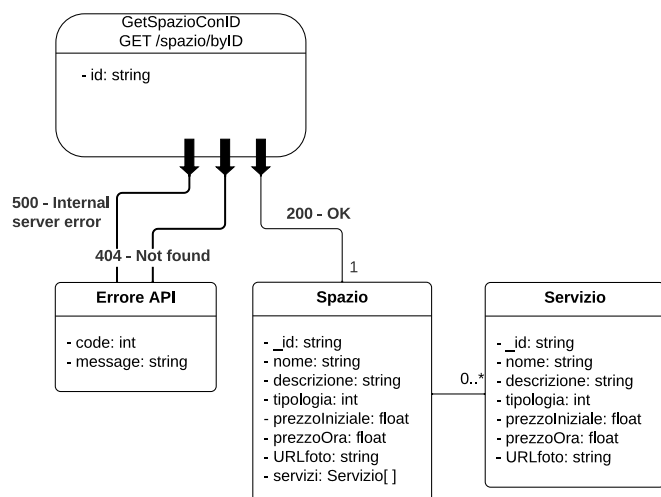 GetSpazioConID
GET /spazio/byID
- id: string
500 - Internal
server error
404 - Not found
200 - OK
1
Errore API
- code: int
- message: string
Spazio
- _id: string
- nome: string
- descrizione: string
- tipologia: int
- prezzoIniziale: float
- prezzoOra: float
- URLfoto: string
- servizi: Servizio[ ]
0..*
Servizio
- _id: string
- nome: string
- descrizione: string
- tipologia: int
- prezzoIniziale: float
- prezzoOra: float
- URLfoto: string